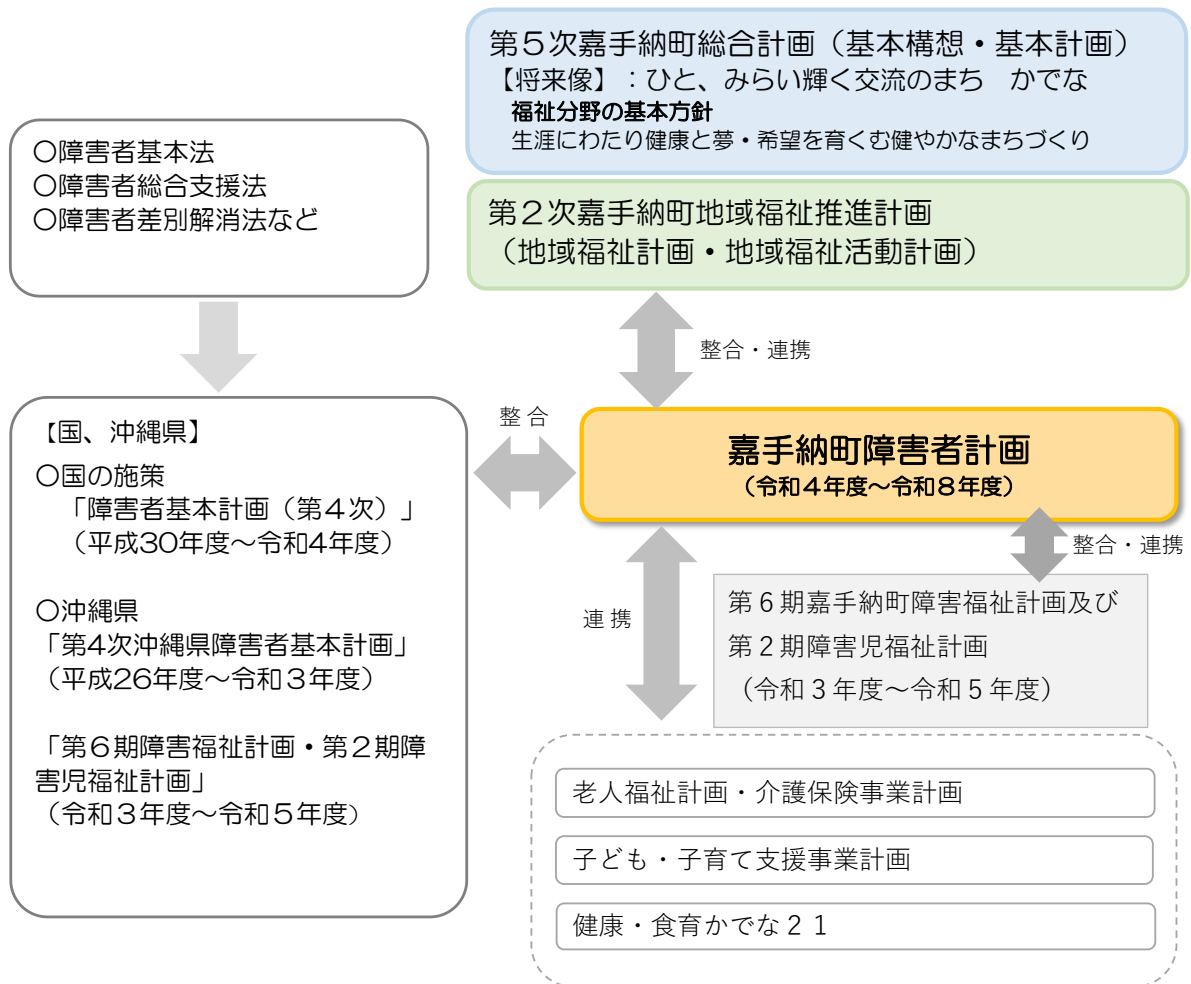 第５次嘉手納町総合計画（基本構想・基本計画）
【将来像】：ひと、みらい輝く交流のまち　かでな
福祉分野の基本方針
生涯にわたり健康と夢・希望を育くむ健やかなまちづくり
第２次嘉手納町地域福祉推進計画
（地域福祉計画・地域福祉活動計画）
〇障害者基本法
〇障害者総合支援法
〇障害者差別解消法など
整合・連携
【国、沖縄県】
〇国の施策
「障害者基本計画（第４次）」
（平成30年度～令和4年度）
〇沖縄県
「第4次沖縄県障害者基本計画」
（平成26年度～令和３年度）
「第６期障害福祉計画・第２期障
害児福祉計画」
（令和３年度～令和５年度）
整 合
嘉手納町障害者計画
（令和４年度～令和８年度）
整合・連携
連 携
第６期嘉手納町障害福祉計画及び
第２期障害児福祉計画
（令和３年度～令和５年度）
老人福祉計画・介護保険事業計画
子ども・子育て支援事業計画
健康・食育かでな２１